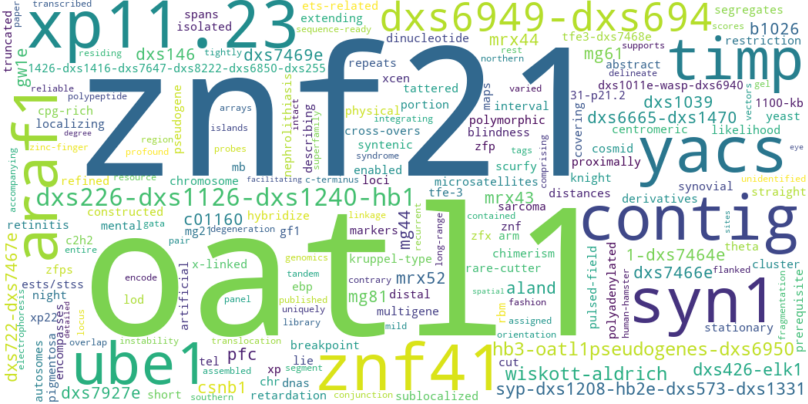 transcribed ets-related
paper spans extending dxs6949-dxs694 segregates
truncated xp11.23 isolated sequence-ready scores
dinucleotide mrx44 tfe3-dxs7468e northern
gw1e dxs146 tightly dxs7469e mg61 b1026
1426-dxs1416-dxs7647-dxs8222-dxs6850-dxs255 rest supports restriction timp
reliable znf21 repeats xcen abstract delineate
polypeptide tattered maps varied dxs1011e-wasp-dxs6940 gel
araf1 cpg-rich pseudogene arrays intact nephrolithiasis describing portion interval polymorphic 31-p21.2 vectors 1100-kb
localizing islands superfamily physical blindness covering dxs1039 yeast
degree region syndrome integrating cross-overs zfp dxs6665-dxs1470
zinc-finger profound probes enabled syntenic scurfy centromeric likelihood
accompanying refined resource mb c-terminus loci microsatellites comprising tags cosmid yacs
chromosome facilitating tfe-3 proximally unidentified eye
dxs226-dxs1126-dxs1240-hb1 mrx43 synovial distances knight straight
constructed hybridize c01160 markers mg44 sarcoma contig derivatives
retinitis mental gata mg21 degeneration gf1 linkage contained znf sites
dxs722-dxs7467e c2h2 pair genomics contrary recurrent long-range zfx arm theta 1-dxs7464e
entire x-linked tandem ebp mrx52 chimerism aland pulsed-field cluster
zfps artificial published kruppel-type rare-cutter dxs7466e flanked prerequisite
ests/stss encode lod panel uniquely mg81 distal spatial rbm polyadenylated human-hamster syn1
night xp22 oatl1 library multigene fashion assigned stationary fragmentation
electrophoresis encompasses detailed locus instability translocation mild orientation
autosomes pigmentosa overlap ube1 tel pfc breakpoint znf41 cut hb3-oatl1pseudogenes-dxs6950
assembled xp lie segment wiskott-aldrich dxs426-elk1
residing dxs7927e short csnb1 chr dnas
southern retardation conjunction sublocalized syp-dxs1208-hb2e-dxs573-dxs1331